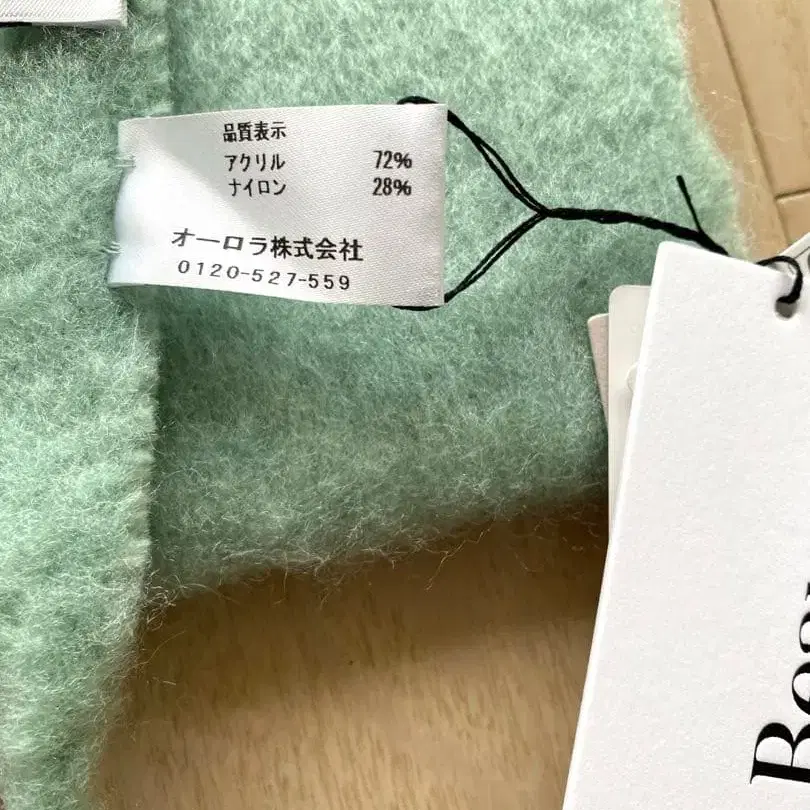 品質表示
アクリル 72%
ナイロン 28%
オーロラ株式会社
0120-527-559